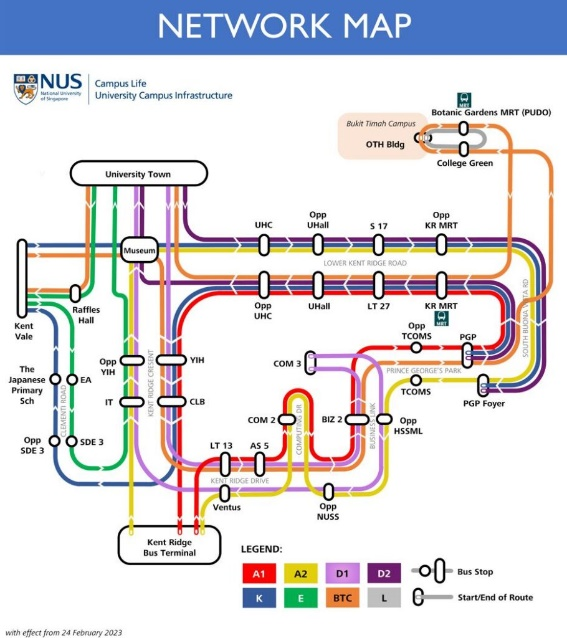 NETWORK MAP
NUS
National University
of Singapore
Campus Life
University Campus Infrastructure
Botanic Gardens MRT (PUDO)
Bukit Timah Campus
OTH Bldg
College Green
University Town
UHC
Opp
UHall
S 17
Opp
KR MRT
Museum
LOWER KENT RIDGE ROAD
Kent
Vale
Raffles
Hall
Opp
UHC
UHall
LT 27
KR MRT
SOUTH BUONA VISTA RD
Opp
TCOMS
PGP
The
Japanese
Primary
Sch
EA
CLEMENTI ROAD
Opp
YIH
YIH
KENT RIDGE CRESENT
COM 3
PRINCE GEORGE'S PARK
TCOMS
PGP Foyer
IT
CLB
COM 2
COMPUTING DR
BIZ 2
BUSINESS LINK
Opp
HSSML
Opp
SDE 3
SDE 3
LT 13
AS 5
KENT RIDGE DRIVE
Ventus
Opp
NUSS
Kent Ridge
Bus Terminal
LEGEND:
A1
A2
D1
D2
Bus Stop
K
E
BTC
L
Start/End of Route
with effect from 24 February 2023